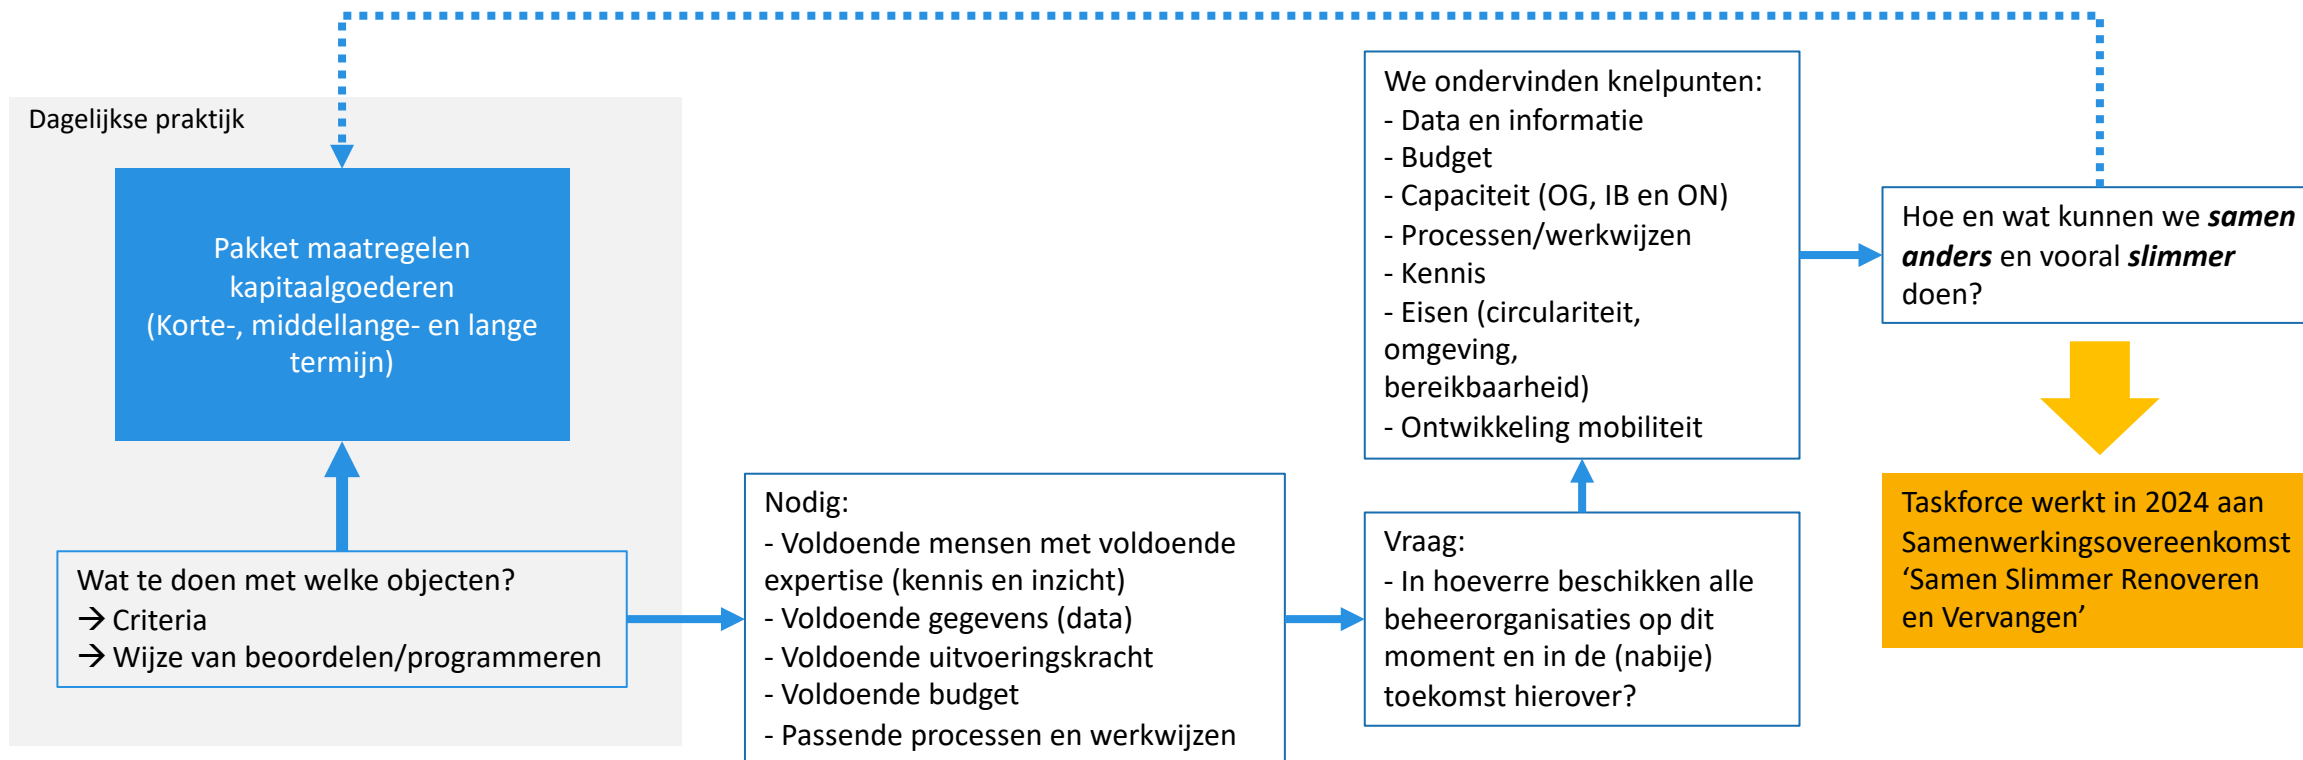 Dagelijkse praktijk
Pakket maatregelen
kapitaalgoederen
(Korte-, middellange- en lange
termijn)
Wat te doen met welke objecten?
→ Criteria
→ Wijze van beoordelen/programmeren
Nodig:
- Voldoende mensen met voldoende
expertise (kennis en inzicht)
- Voldoende gegevens (data)
- Voldoende uitvoeringskracht
- Voldoende budget
- Passende processen en werkwijzen
Vraag:
- In hoeverre beschikken alle
beheerorganisaties op dit
moment en in de (nabije)
toekomst hierover?
We ondervinden knelpunten:
- Data en informatie
- Budget
- Capaciteit (OG, IB en ON)
- Processen/werkwijzen
- Kennis
- Eisen (circulariteit,
omgeving,
bereikbaarheid)
- Ontwikkeling mobiliteit
Hoe en wat kunnen we samen
anders en vooral slimmer
doen?
Taskforce werkt in 2024 aan
Samenwerkingsovereenkomst
‘Samen Slimmer Renoveren
en Vervangen’